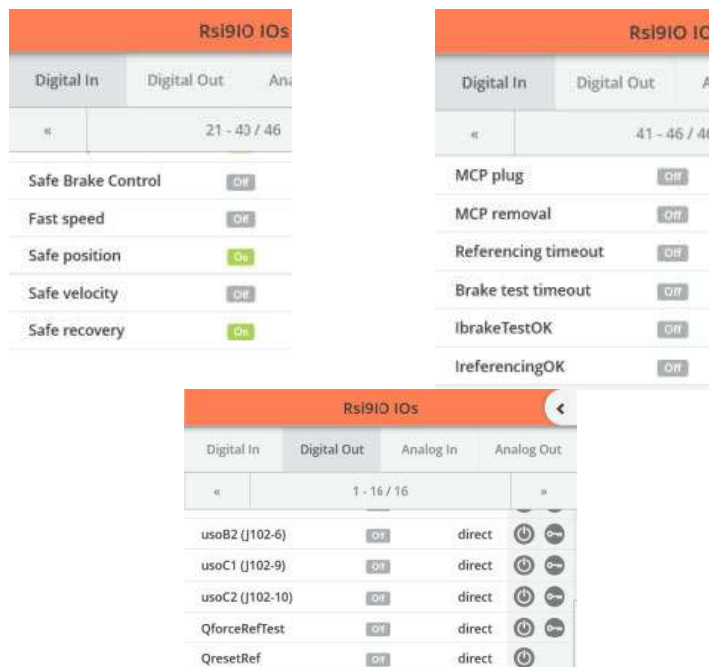 Rsi9IO IOs
Digital In Digital Out Ana
« 21 - 40 / 46
Safe Brake Control Off
Fast speed Off
Safe position On
Safe velocity Off
Safe recovery On
Rsi9IO IO
Digital In Digital Out A
« 41 - 46 / 46
MCP plug Off
MCP removal Off
Referencing timeout Off
Brake test timeout Off
IbrakeTestOK Off
IreferencingOK Off
Rsi9IO IOs
Digital In Digital Out Analog In Analog Out
« 1 - 16 / 16 »
usoB2 (J102-6) Off direct
usoC1 (J102-9) Off direct
usoC2 (J102-10) Off direct
QforceRefTest Off direct
QresetRef Off direct